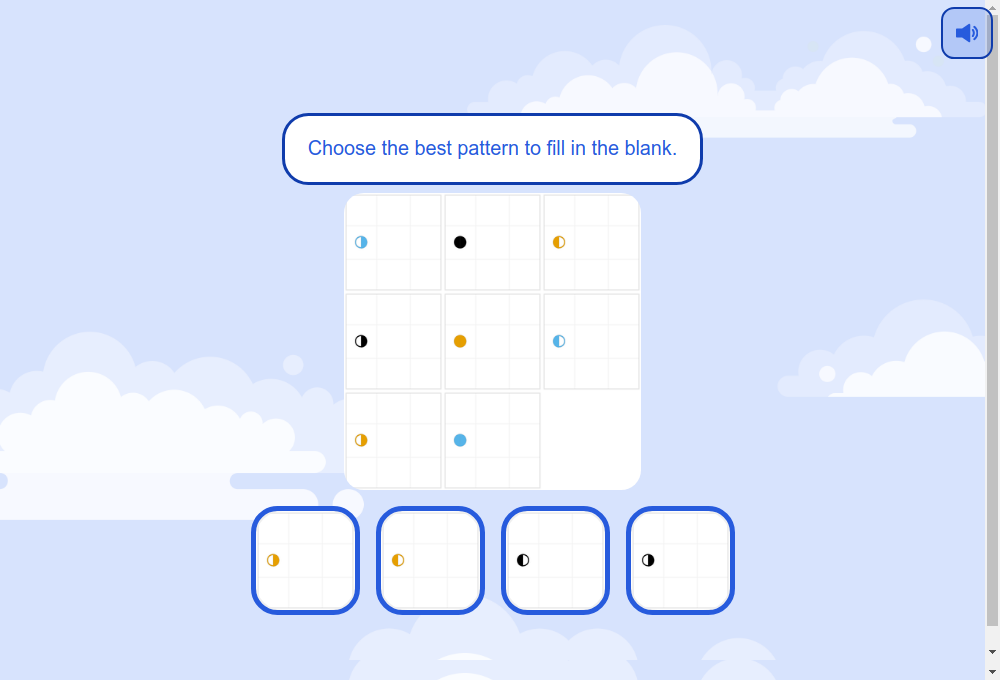 Choose the best pattern to fill in the blank.